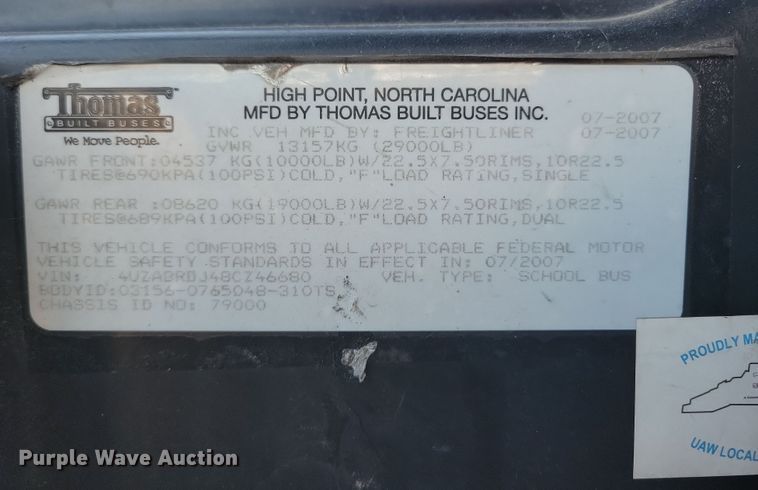 Thomas
BUILT BUSES
We Move People.
HIGH POINT, NORTH CAROLINA
MFD BY THOMAS BUILT BUSES INC. 07-2007
INC VEH MFD BY: FREIGHTLINER 07-2007
GVWR 13157KG (29000LB)
GAWR FRONT:04537 KG(10000LB)W/22.5X7.50RIMS,10R22.5
TIRES@690KPA(100PSI)COLD,"F"LOAD RATING,SINGLE
GAWR REAR :08620 KG(19000LB)W/22.5X7.50RIMS,10R22.5
TIRES@689KPA(100PSI)COLD,"F"LOAD RATING,DUAL
THIS VEHICLE CONFORMS TO ALL APPLICABLE FEDERAL MOTOR
VEHICLE SAFETY STANDARDS IN EFFECT IN: 07/2007
VIN: 4UZABRDJ48CZ46680 VEH. TYPE: SCHOOL BUS
BODYID:03156-0765048-310TS
CHASSIS ID NO: 79000
PROUDLY MA
UAW LOCAL
Purple Wave Auction